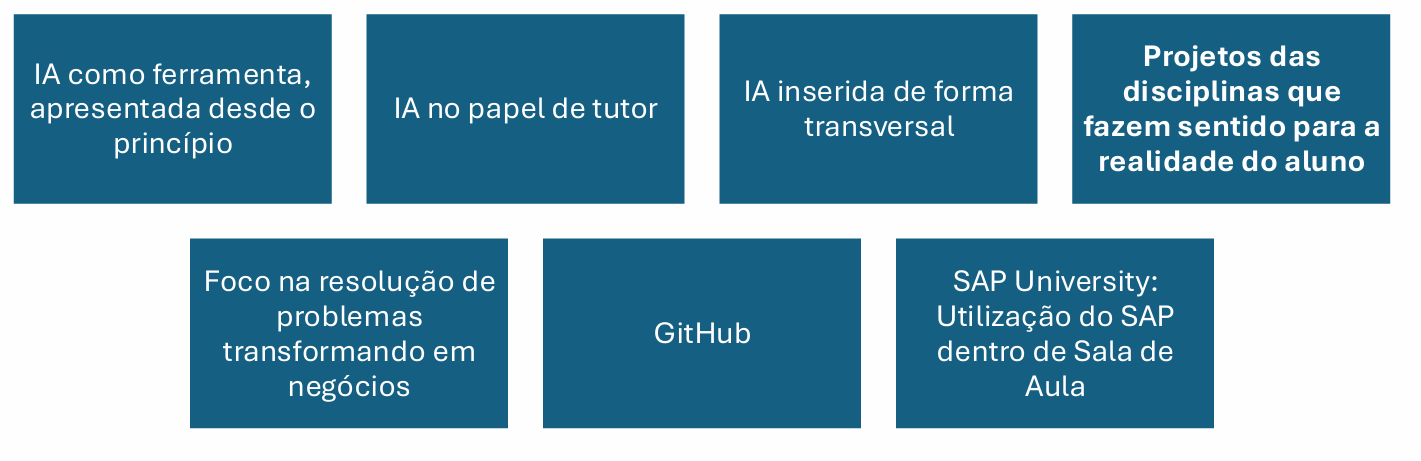 IA como ferramenta,
apresentada desde o
princípio
IA no papel de tutor
IA inserida de forma
transversal
Projetos das
disciplinas que
fazem sentido para a
realidade do aluno
Foco na resolução de
problemas
transformando em
negócios
GitHub
SAP University:
Utilização do SAP
dentro de Sala de
Aula